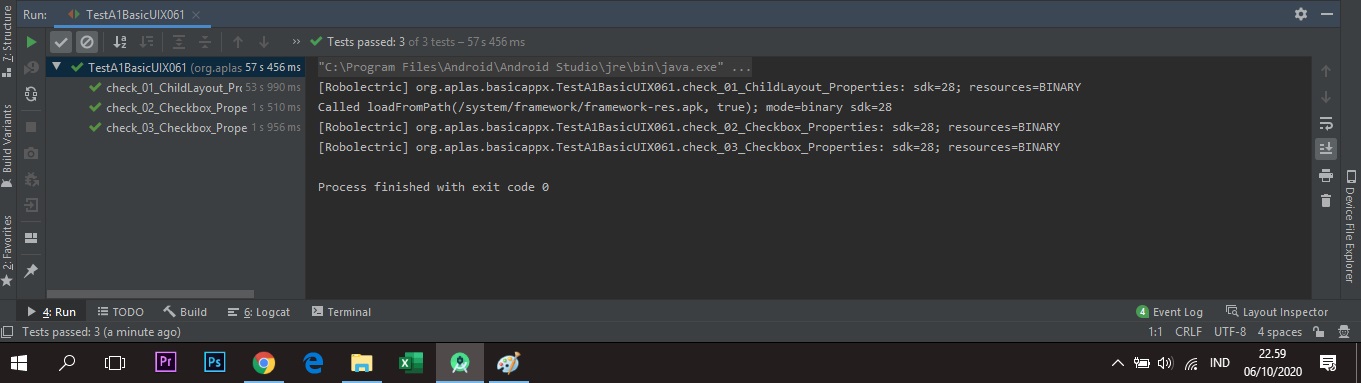 Run: TestA1BasicUIX061
Tests passed: 3 of 3 tests – 57 s 456 ms
TestA1BasicUIX061 (org.aplas 57 s 456 ms
check_01_ChildLayout_Pr 53 s 990 ms
check_02_Checkbox_Prope 1 s 510 ms
check_03_Checkbox_Prope 1 s 956 ms
"C:\Program Files\Android\Android Studio\jre\bin\java.exe" ...
[Robolectric] org.aplas.basicappx.TestA1BasicUIX061.check_01_ChildLayout_Properties: sdk=28; resources=BINARY
Called loadFromPath(/system/framework/framework-res.apk, true); mode=binary sdk=28
[Robolectric] org.aplas.basicappx.TestA1BasicUIX061.check_02_Checkbox_Properties: sdk=28; resources=BINARY
[Robolectric] org.aplas.basicappx.TestA1BasicUIX061.check_03_Checkbox_Properties: sdk=28; resources=BINARY
Process finished with exit code 0
7: Structure
Build Variants
2: Favorites
Device File Explorer
4: Run TODO Build 6: Logcat Terminal 4 Event Log Layout Inspector
Tests passed: 3 (a minute ago) 1:1 CRLF UTF-8 4 spaces
Pr Ps IND 22.59
06/10/2020